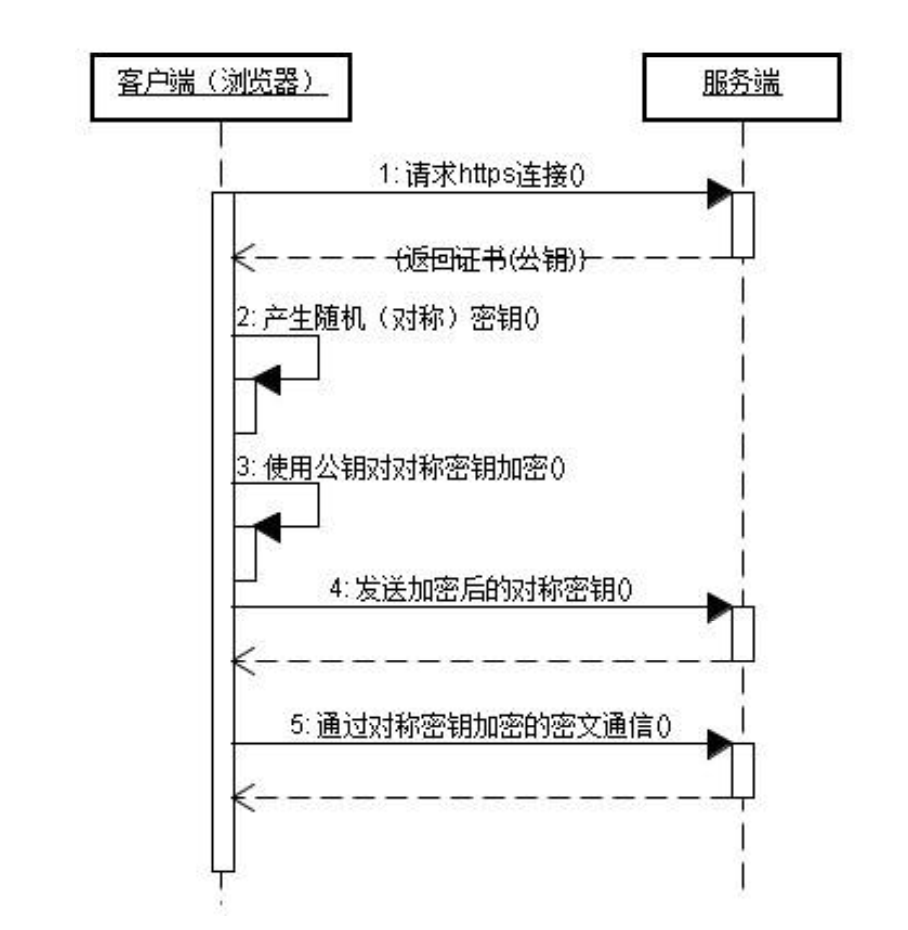 客户端（浏览器）
服务端
1: 请求https连接()
(返回证书(公钥))
2: 产生随机（对称）密钥()
3: 使用公钥对对称密钥加密()
4: 发送加密后的对称密钥()
5: 通过对称密钥加密的密文通信()